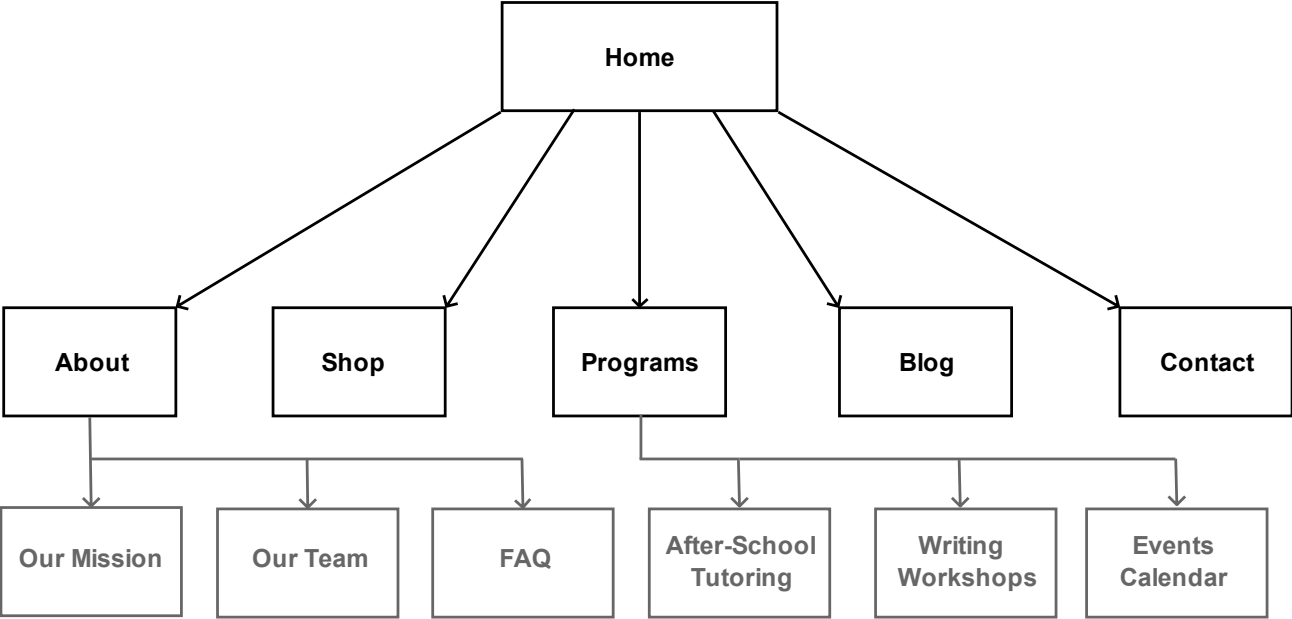 Home
About
Shop
Programs
Blog
Contact
Our Mission
Our Team
FAQ
After-School
Tutoring
Writing
Workshops
Events
Calendar